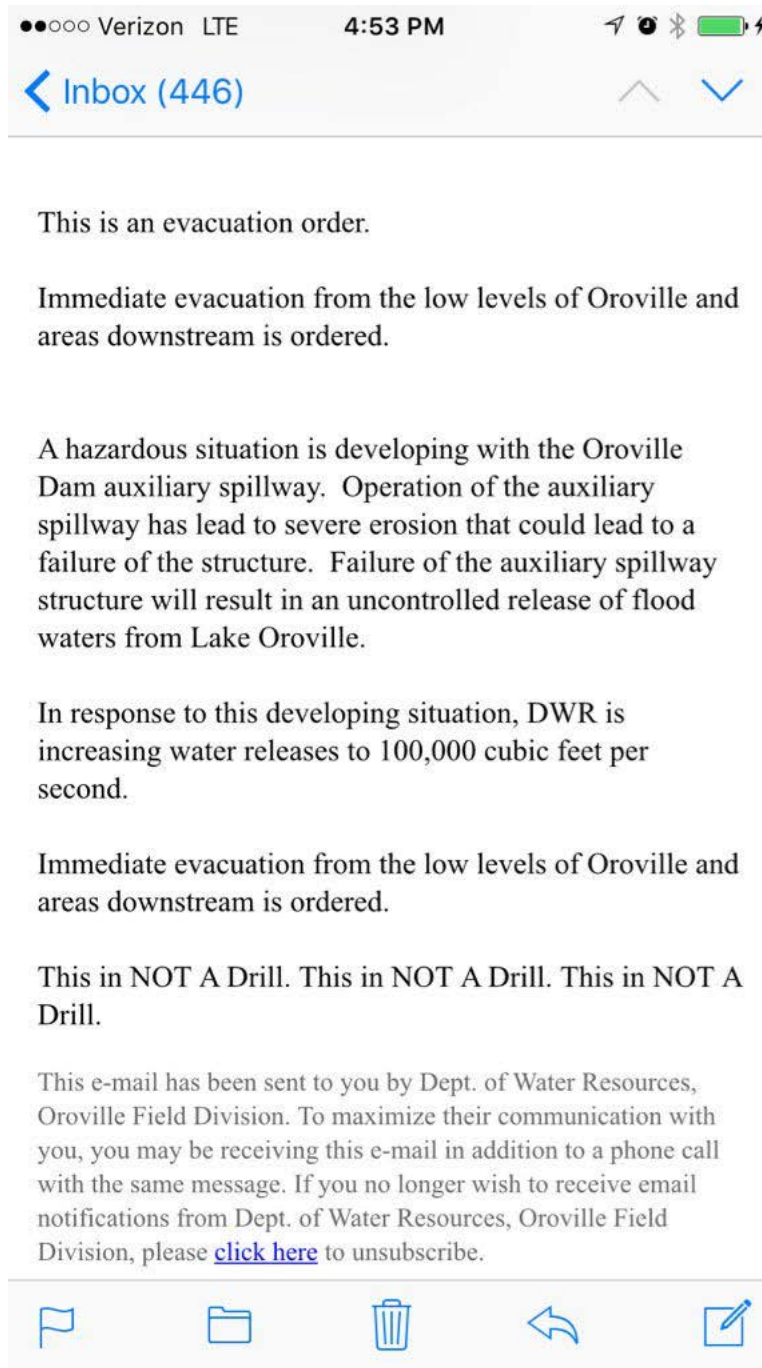 Verizon LTE 4:53 PM
Inbox (446)
This is an evacuation order.
Immediate evacuation from the low levels of Oroville and
areas downstream is ordered.
A hazardous situation is developing with the Oroville
Dam auxiliary spillway. Operation of the auxiliary
spillway has lead to severe erosion that could lead to a
failure of the structure. Failure of the auxiliary spillway
structure will result in an uncontrolled release of flood
waters from Lake Oroville.
In response to this developing situation, DWR is
increasing water releases to 100,000 cubic feet per
second.
Immediate evacuation from the low levels of Oroville and
areas downstream is ordered.
This in NOT A Drill. This in NOT A Drill. This in NOT A
Drill.
This e-mail has been sent to you by Dept. of Water Resources,
Oroville Field Division. To maximize their communication with
you, you may be receiving this e-mail in addition to a phone call
with the same message. If you no longer wish to receive email
notifications from Dept. of Water Resources, Oroville Field
Division, please click here to unsubscribe.